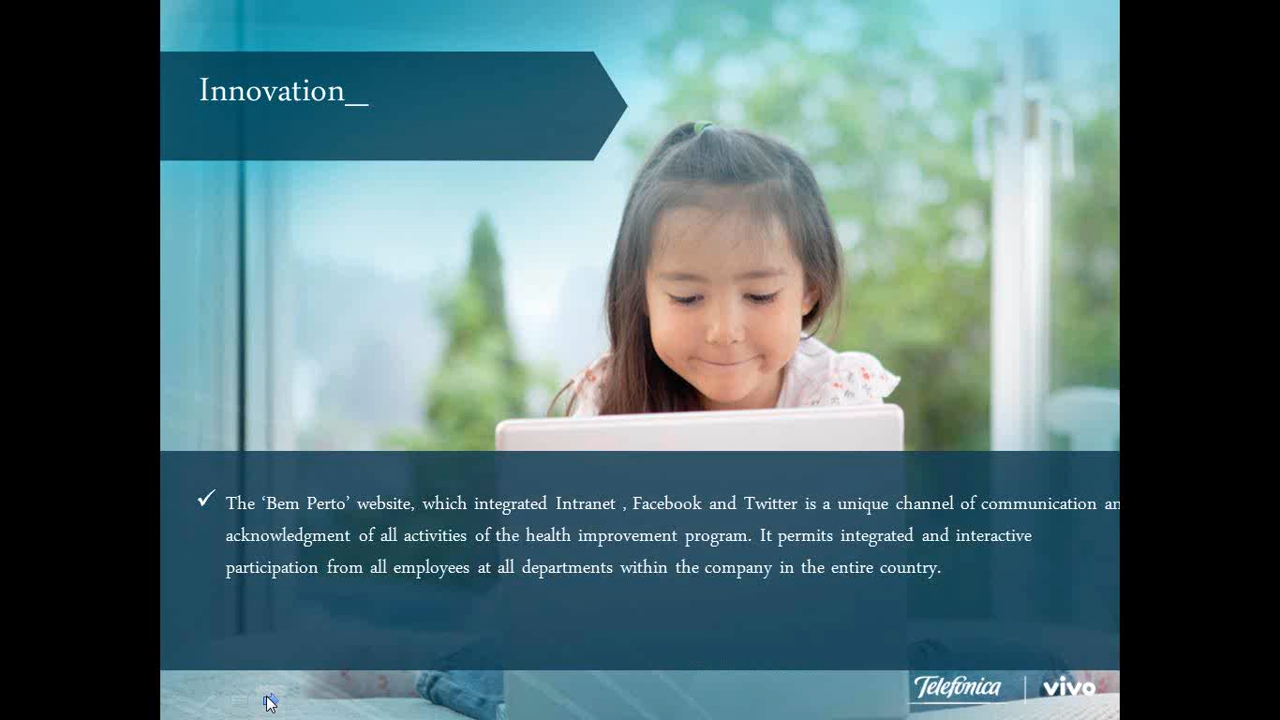 Innovation_
✓ The ‘Bem Perto’ website, which integrated Intranet , Facebook and Twitter is a unique channel of communication an
acknowledgment of all activities of the health improvement program. It permits integrated and interactive
participation from all employees at all departments within the company in the entire country.
Telefónica | vivo